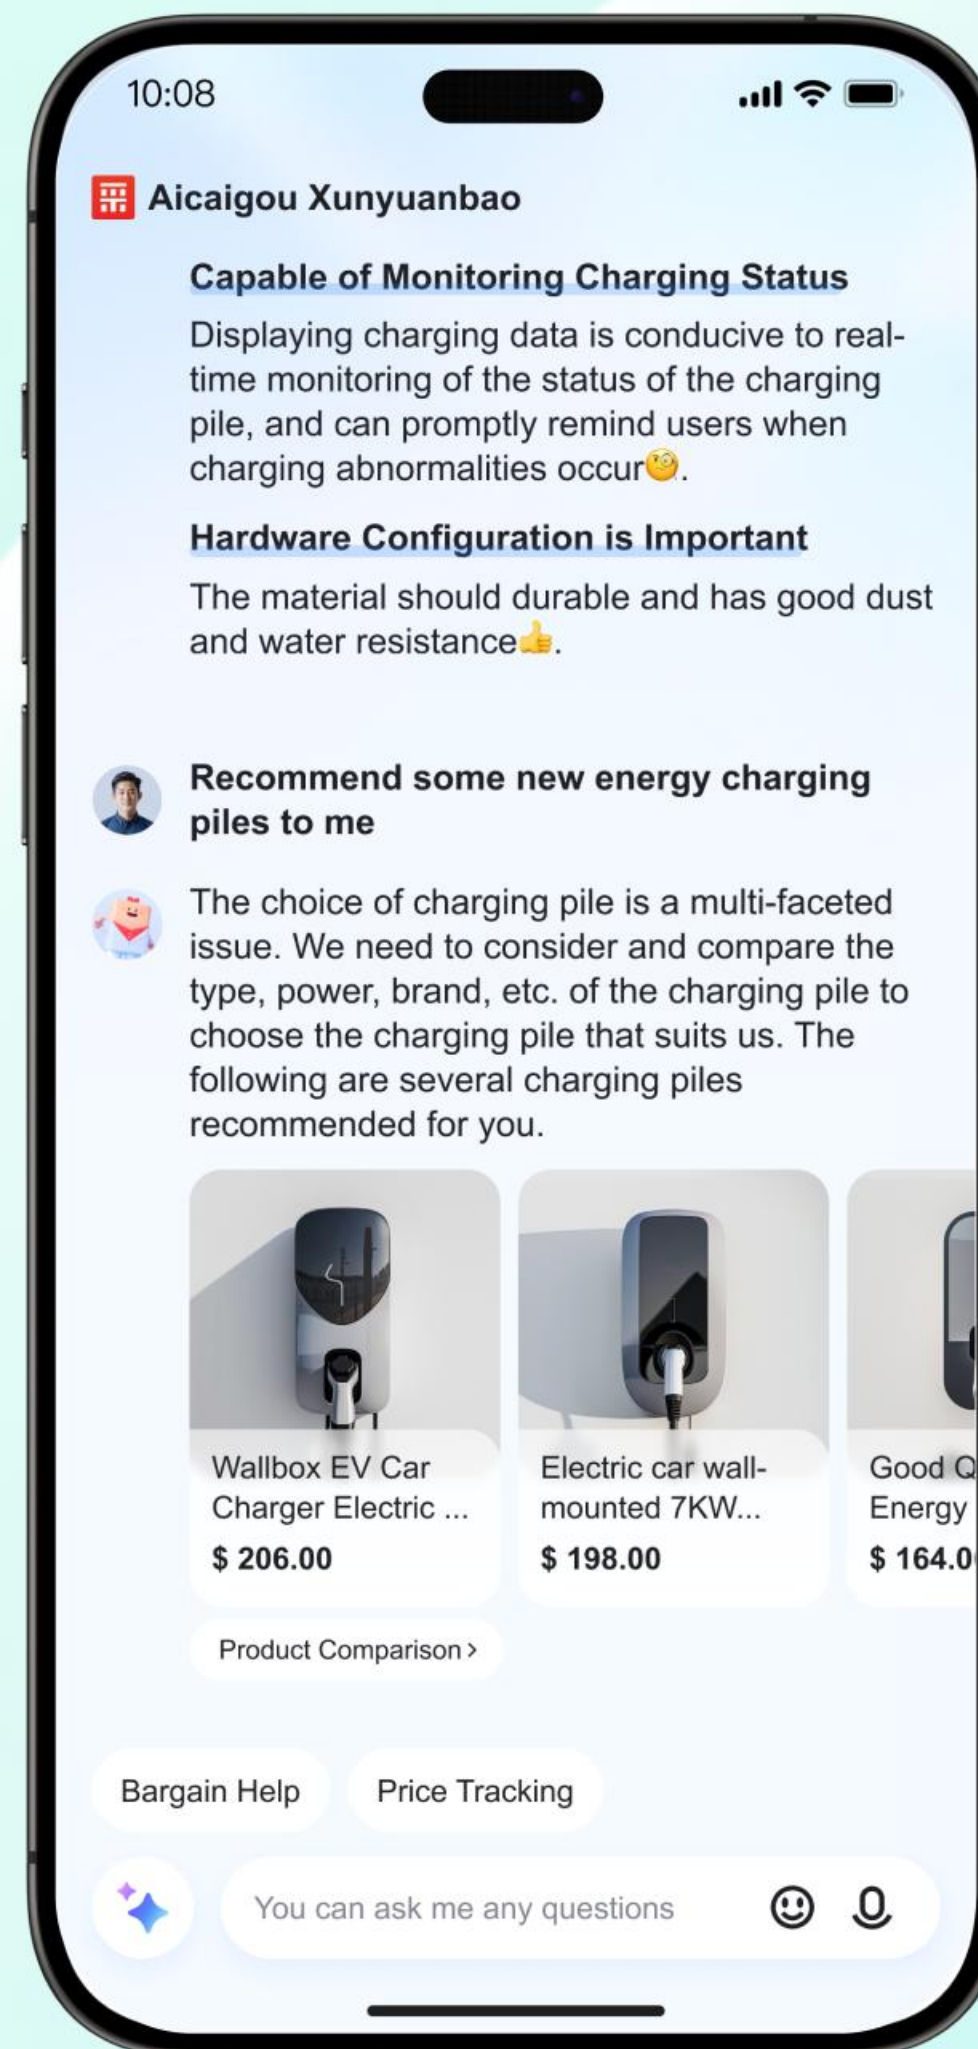 10:08
Aicaigou Xunyuanbao
Capable of Monitoring Charging Status
Displaying charging data is conducive to real-
time monitoring of the status of the charging
pile, and can promptly remind users when
charging abnormalities occur🧐.
Hardware Configuration is Important
The material should durable and has good dust
and water resistance👍.
Recommend some new energy charging
piles to me
The choice of charging pile is a multi-faceted
issue. We need to consider and compare the
type, power, brand, etc. of the charging pile to
choose the charging pile that suits us. The
following are several charging piles
recommended for you.
Wallbox EV Car
Charger Electric ...
$ 206.00
Electric car wall-
mounted 7KW...
$ 198.00
Good Q
Energy
$ 164.0
Product Comparison >
Bargain Help
Price Tracking
You can ask me any questions